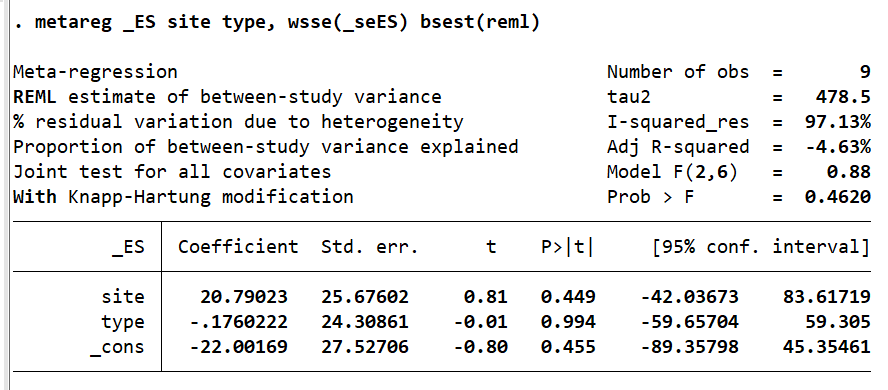 . metareg _ES site type, wsse(_seES) bsest(reml)
Meta-regression Number of obs = 9
REML estimate of between-study variance tau2 = 478.5
% residual variation due to heterogeneity I-squared_res = 97.13%
Proportion of between-study variance explained Adj R-squared = -4.63%
Joint test for all covariates Model F(2,6) = 0.88
With Knapp-Hartung modification Prob > F = 0.4620
_ES Coefficient Std. err. t P>|t| [95% conf. interval]
site 20.79023 25.67602 0.81 0.449 -42.03673 83.61719
type -.1760222 24.30861 -0.01 0.994 -59.65704 59.305
_cons -22.00169 27.52706 -0.80 0.455 -89.35798 45.35461